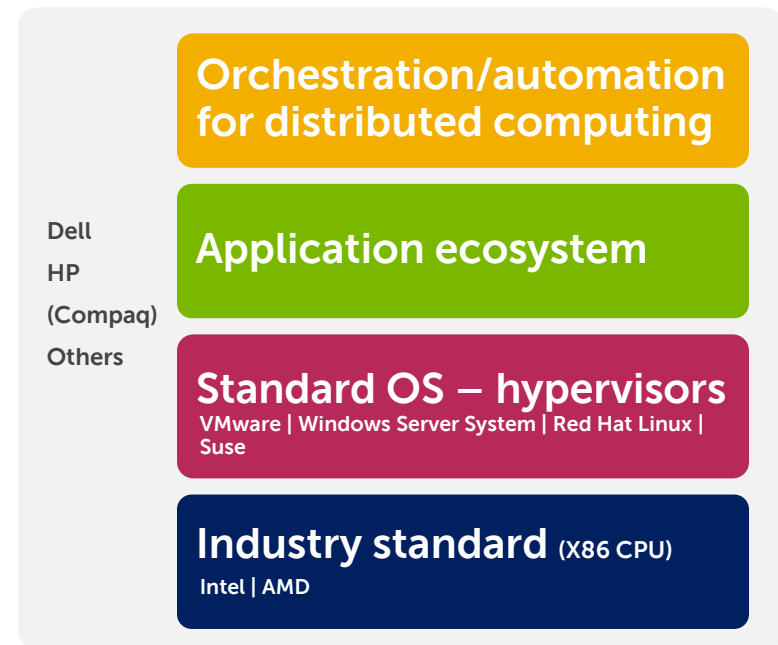 Orchestration/automation
for distributed computing
Dell
HP
(Compaq)
Others
Application ecosystem
Standard OS – hypervisors
VMware | Windows Server System | Red Hat Linux |
Suse
Industry standard (X86 CPU)
Intel | AMD